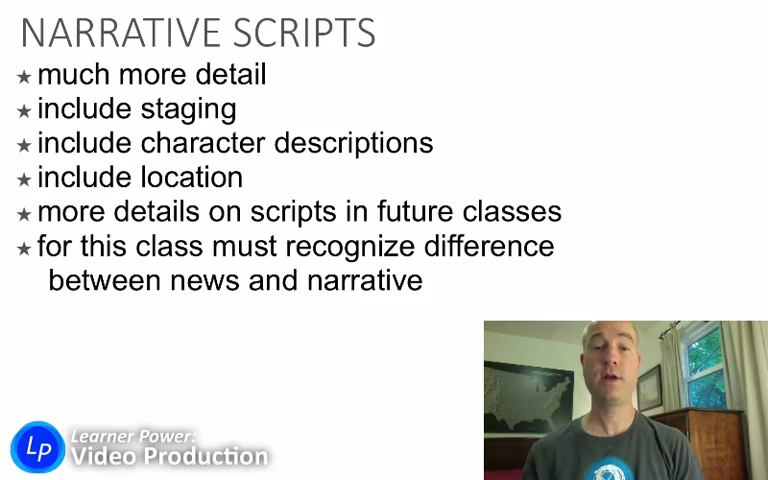 NARRATIVE SCRIPTS
much more detail
include staging
include character descriptions
include location
more details on scripts in future classes
for this class must recognize difference
between news and narrative
Lp
Learner Power:
Video Production